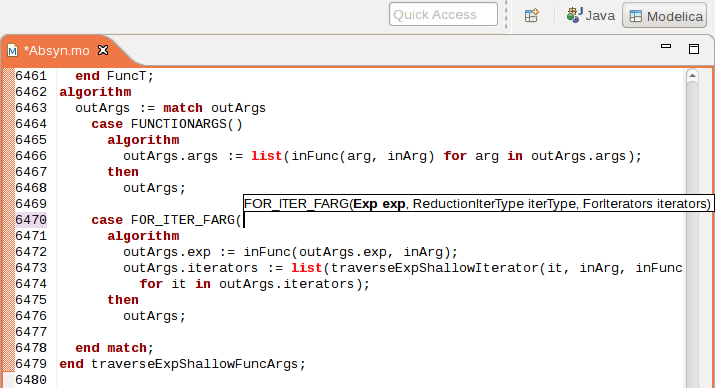 Quick Access
Java
Modelica
*Absyn.mo
6461 end FuncT;
6462 algorithm
6463 outArgs := match outArgs
6464 case FUNCTIONARGS()
6465 algorithm
6466 outArgs.args := list(inFunc(arg, inArg) for arg in outArgs.args);
6467 then
6468 outArgs;
6469
FOR_ITER_FARG(Exp exp, ReductionIterType iterType, ForIterators iterators)
6470 case FOR_ITER_FARG(
6471 algorithm
6472 outArgs.exp := inFunc(outArgs.exp, inArg);
6473 outArgs.iterators := list(traverseExpShallowIterator(it, inArg, inFunc
6474 for it in outArgs.iterators);
6475 then
6476 outArgs;
6477
6478 end match;
6479 end traverseExpShallowFuncArgs;
6480